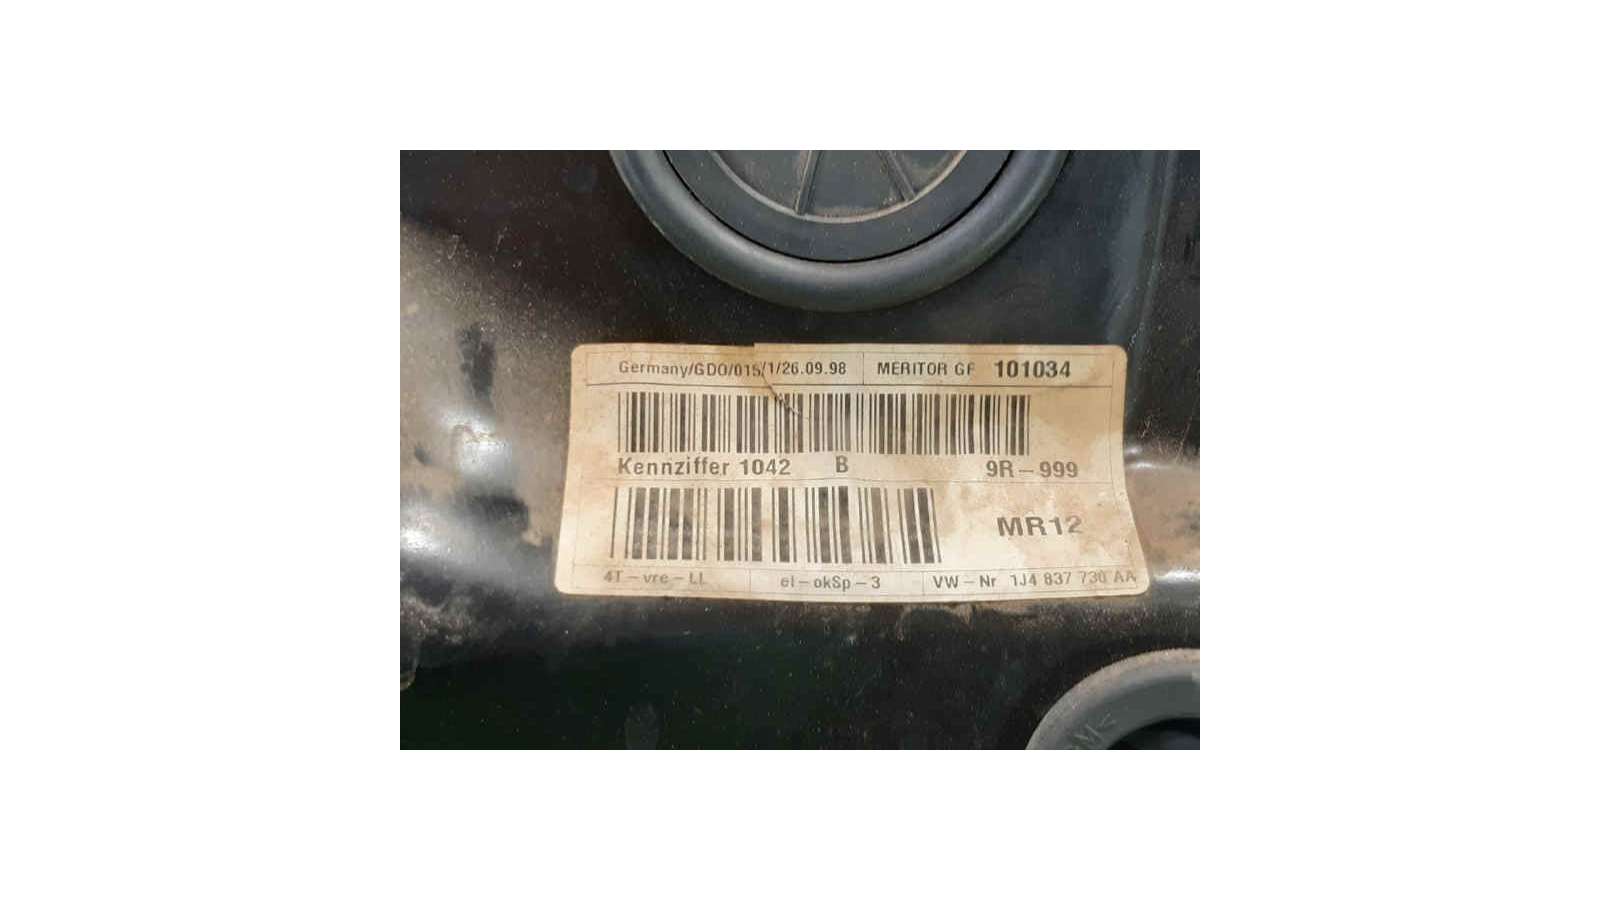 Germany/GDO/015/1/26.09.98 MERITOR GF 101034
Kennziffer 1042 B 9R-999
MR12
4T-vre-LL el-okSp-3 VW-Nr 1J4 837 730 AA